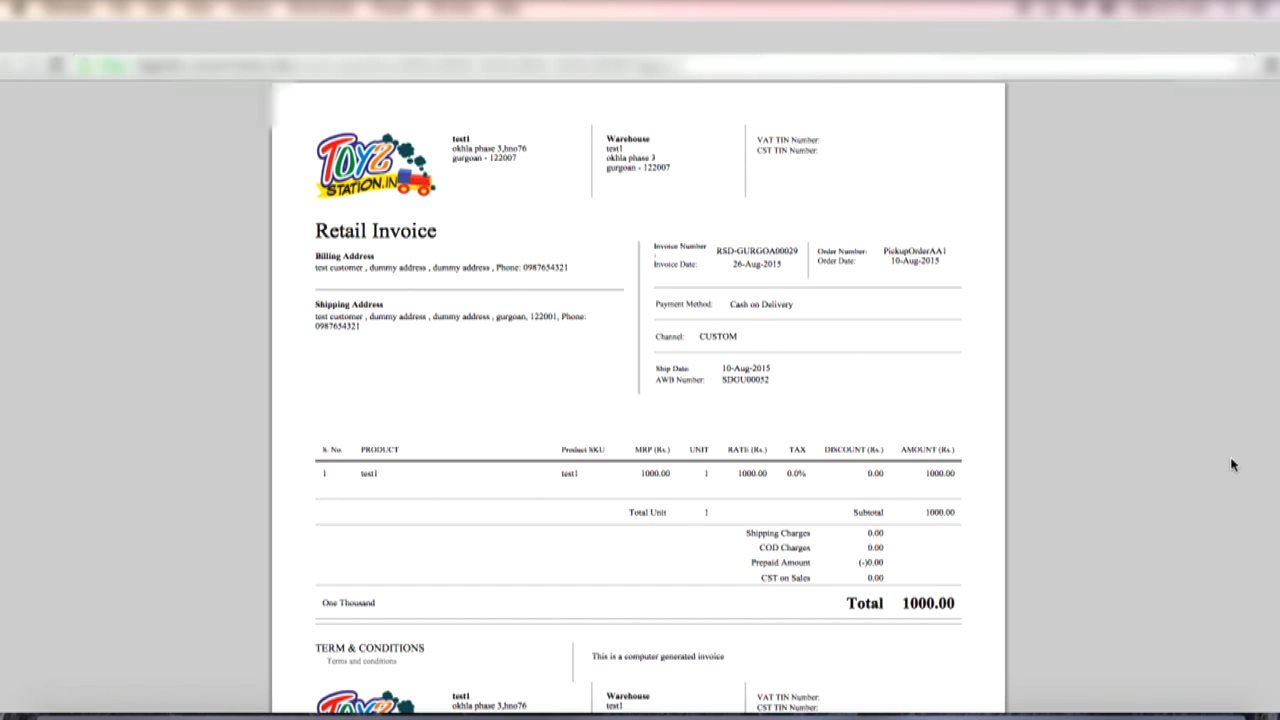 TOYZ
STATION.IN
test1
okhla phase 3,hno76
gurgoan - 122007
Warehouse
test1
okhla phase 3
gurgoan - 122007
VAT TIN Number:
CST TIN Number:
Retail Invoice
Billing Address
test customer , dummy address , dummy address , Phone: 0987654321
Shipping Address
test customer , dummy address , dummy address , gurgoan, 122001, Phone:
0987654321
Invoice Number RSD-GURGOA00029
:
Invoice Date: 26-Aug-2015
Order Number: PickupOrderAA1
Order Date: 10-Aug-2015
Payment Method: Cash on Delivery
Channel: CUSTOM
Ship Date: 10-Aug-2015
AWB Number: SDGU00052
S. No. PRODUCT Product SKU MRP (Rs.) UNIT RATE (Rs.) TAX DISCOUNT (Rs.) AMOUNT (Rs.)
1 test1 test1 1000.00 1 1000.00 0.0% 0.00 1000.00
Total Unit 1 Subtotal 1000.00
Shipping Charges 0.00
COD Charges 0.00
Prepaid Amount (-)0.00
CST on Sales 0.00
One Thousand Total 1000.00
TERM & CONDITIONS
Terms and conditions
This is a computer generated invoice
TOYZ
test1
okhla phase 3,hno76
Warehouse
test1
VAT TIN Number:
CST TIN Number: